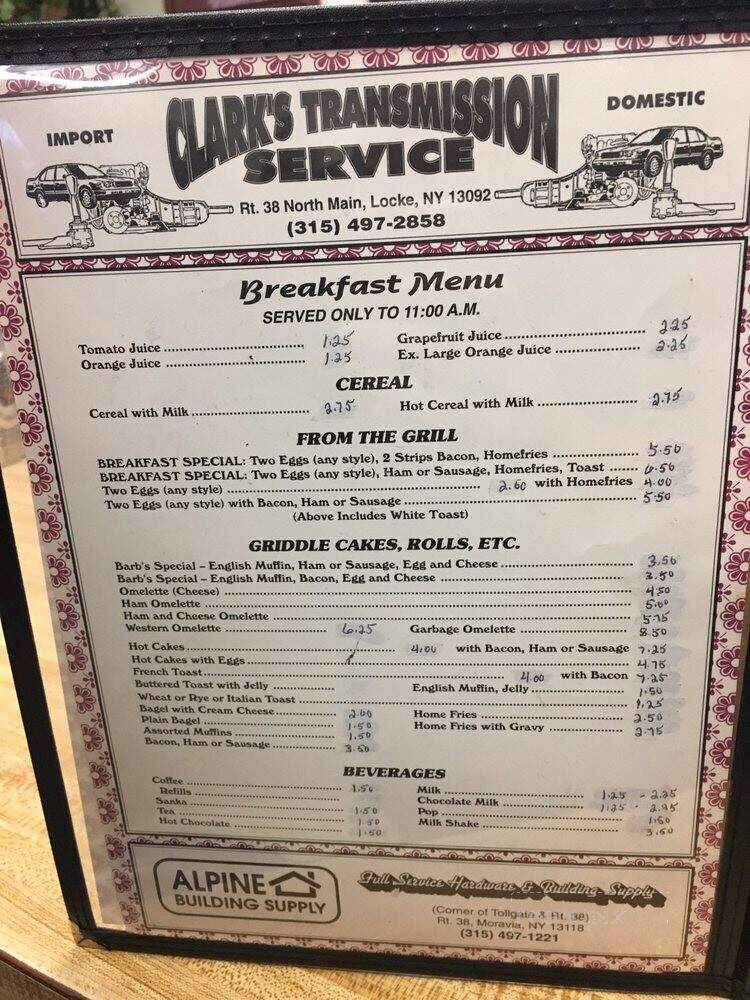 CLARK'S TRANSMISSION
IMPORT
DOMESTIC
SERVICE
Rt. 38 North Main, Locke, NY 13092
(315) 497-2858
Breakfast Menu
SERVED ONLY TO 11:00 A.M.
Tomato Juice 1.25 Grapefruit Juice 2.25
Orange Juice 1.25 Ex. Large Orange Juice 2.25
CEREAL
Cereal with Milk 2.75 Hot Cereal with Milk 2.75
FROM THE GRILL
BREAKFAST SPECIAL: Two Eggs (any style), 2 Strips Bacon, Homefries 5.50
BREAKFAST SPECIAL: Two Eggs (any style), Ham or Sausage, Homefries, Toast 6.50
Two Eggs (any style) 2.60 with Homefries 4.00
Two Eggs (any style) with Bacon, Ham or Sausage 5.50
(Above Includes White Toast)
GRIDDLE CAKES, ROLLS, ETC.
Barb's Special – English Muffin, Ham or Sausage, Egg and Cheese 3.50
Barb's Special – English Muffin, Bacon, Egg and Cheese 3.50
Omelette (Cheese) 4.50
Ham Omelette 5.00
Ham and Cheese Omelette 5.75
Western Omelette 6.25 Garbage Omelette 8.50
Hot Cakes 4.00 with Bacon, Ham or Sausage 7.25
Hot Cakes with Eggs 4.75
French Toast 4.00 with Bacon 7.25
Buttered Toast with Jelly English Muffin, Jelly 1.50
Wheat or Rye or Italian Toast 1.25
Bagel with Cream Cheese 2.00 Home Fries 2.50
Plain Bagel 1.50 Home Fries with Gravy 2.75
Assorted Muffins 1.50
Bacon, Ham or Sausage 3.50
BEVERAGES
Coffee 1.50 Milk 1.25 - 2.25
Refills Chocolate Milk 1.25 - 2.25
Sanka Pop 1.50
Tea 1.50 Milk Shake 3.60
Hot Chocolate 1.50
1.50
ALPINE
BUILDING SUPPLY
Full Service Hardware & Building Supply
(Corner of Tollgate & Rt. 38)
Rt. 38, Moravia, NY 13118
(315) 497-1221